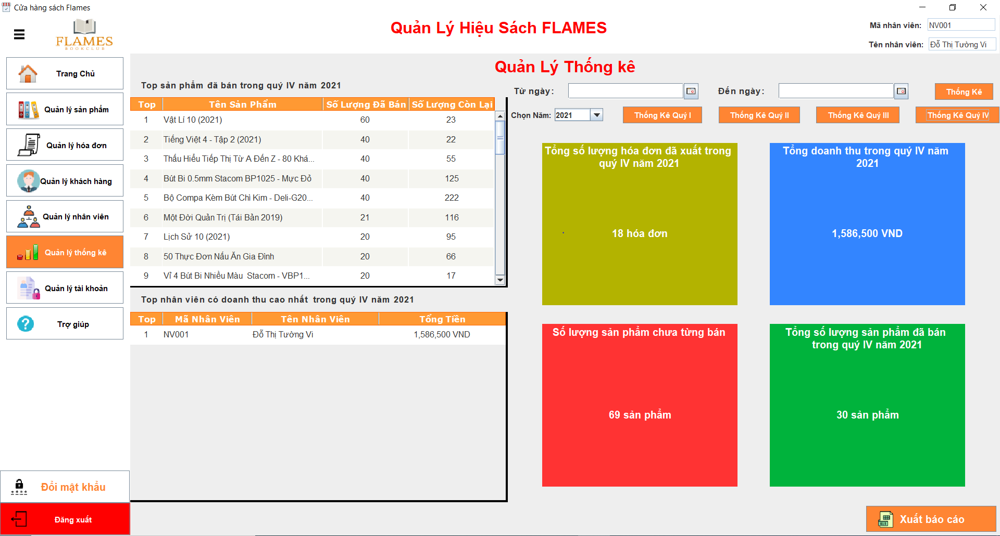 Cửa hàng sách Flames
FLAMES
BOOKCLUB
Quản Lý Hiệu Sách FLAMES
Mã nhân viên: NV001
Tên nhân viên: Đỗ Thị Tường Vi
Trang Chủ
Quản lý sản phẩm
Quản lý hóa đơn
Quản lý khách hàng
Quản lý nhân viên
Quản lý thống kê
Quản lý tài khoản
Trợ giúp
Đổi mật khẩu
Đăng xuất
Quản Lý Thống kê
Top sản phẩm đã bán trong quý IV năm 2021
Top Tên Sản Phẩm Số Lượng Đã Bán Số Lượng Còn Lại
1 Vật Lí 10 (2021) 60 23
2 Tiếng Việt 4 - Tập 2 (2021) 40 22
3 Thấu Hiểu Tiếp Thị Từ A Đến Z - 80 Khá... 40 55
4 Bút Bi 0.5mm Stacom BP1025 - Mực Đỏ 40 125
5 Bộ Compa Kèm Bút Chì Kim - Deli-G20... 40 222
6 Một Đời Quản Trị (Tái Bản 2019) 21 116
7 Lịch Sử 10 (2021) 20 95
8 50 Thực Đơn Nấu Ăn Gia Đình 20 66
9 Vỉ 4 Bút Bi Nhiều Màu Stacom - VBP1... 20 17
Top nhân viên có doanh thu cao nhất trong quý IV năm 2021
Top Mã Nhân Viên Tên Nhân Viên Tổng Tiền
1 NV001 Đỗ Thị Tường Vi 1,586,500 VND
Từ ngày: Đến ngày: Thống Kê
Chọn Năm: 2021 Thống Kê Quý I Thống Kê Quý II Thống Kê Quý III Thống Kê Quý IV
Tổng số lượng hóa đơn đã xuất trong
quý IV năm 2021
18 hóa đơn
Tổng doanh thu trong quý IV năm
2021
1,586,500 VND
Số lượng sản phẩm chưa từng bán
69 sản phẩm
Tổng số lượng sản phẩm đã bán
trong quý IV năm 2021
30 sản phẩm
Xuất báo cáo